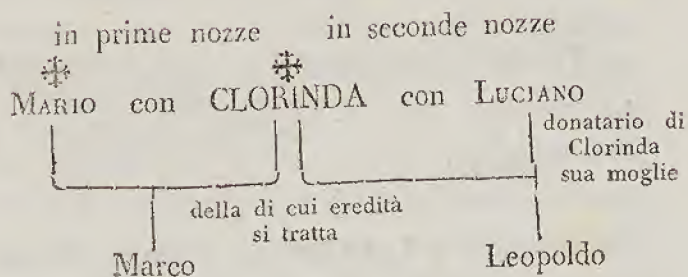 in prime nozze in seconde nozze
MARIO con CLORINDA con LUCIANO
donatario di
Clorinda
sua moglie
della di cui eredità
si tratta
Marco Leopoldo